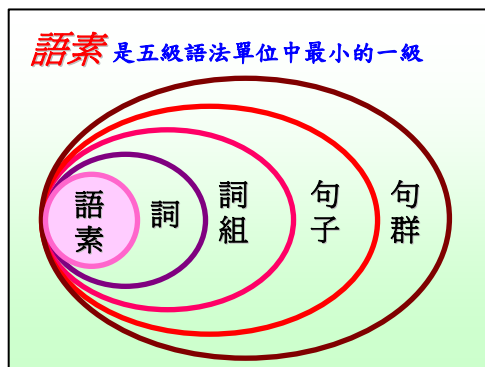 語素 是五級語法單位中最小的一級
語素
詞
詞組
句子
句群